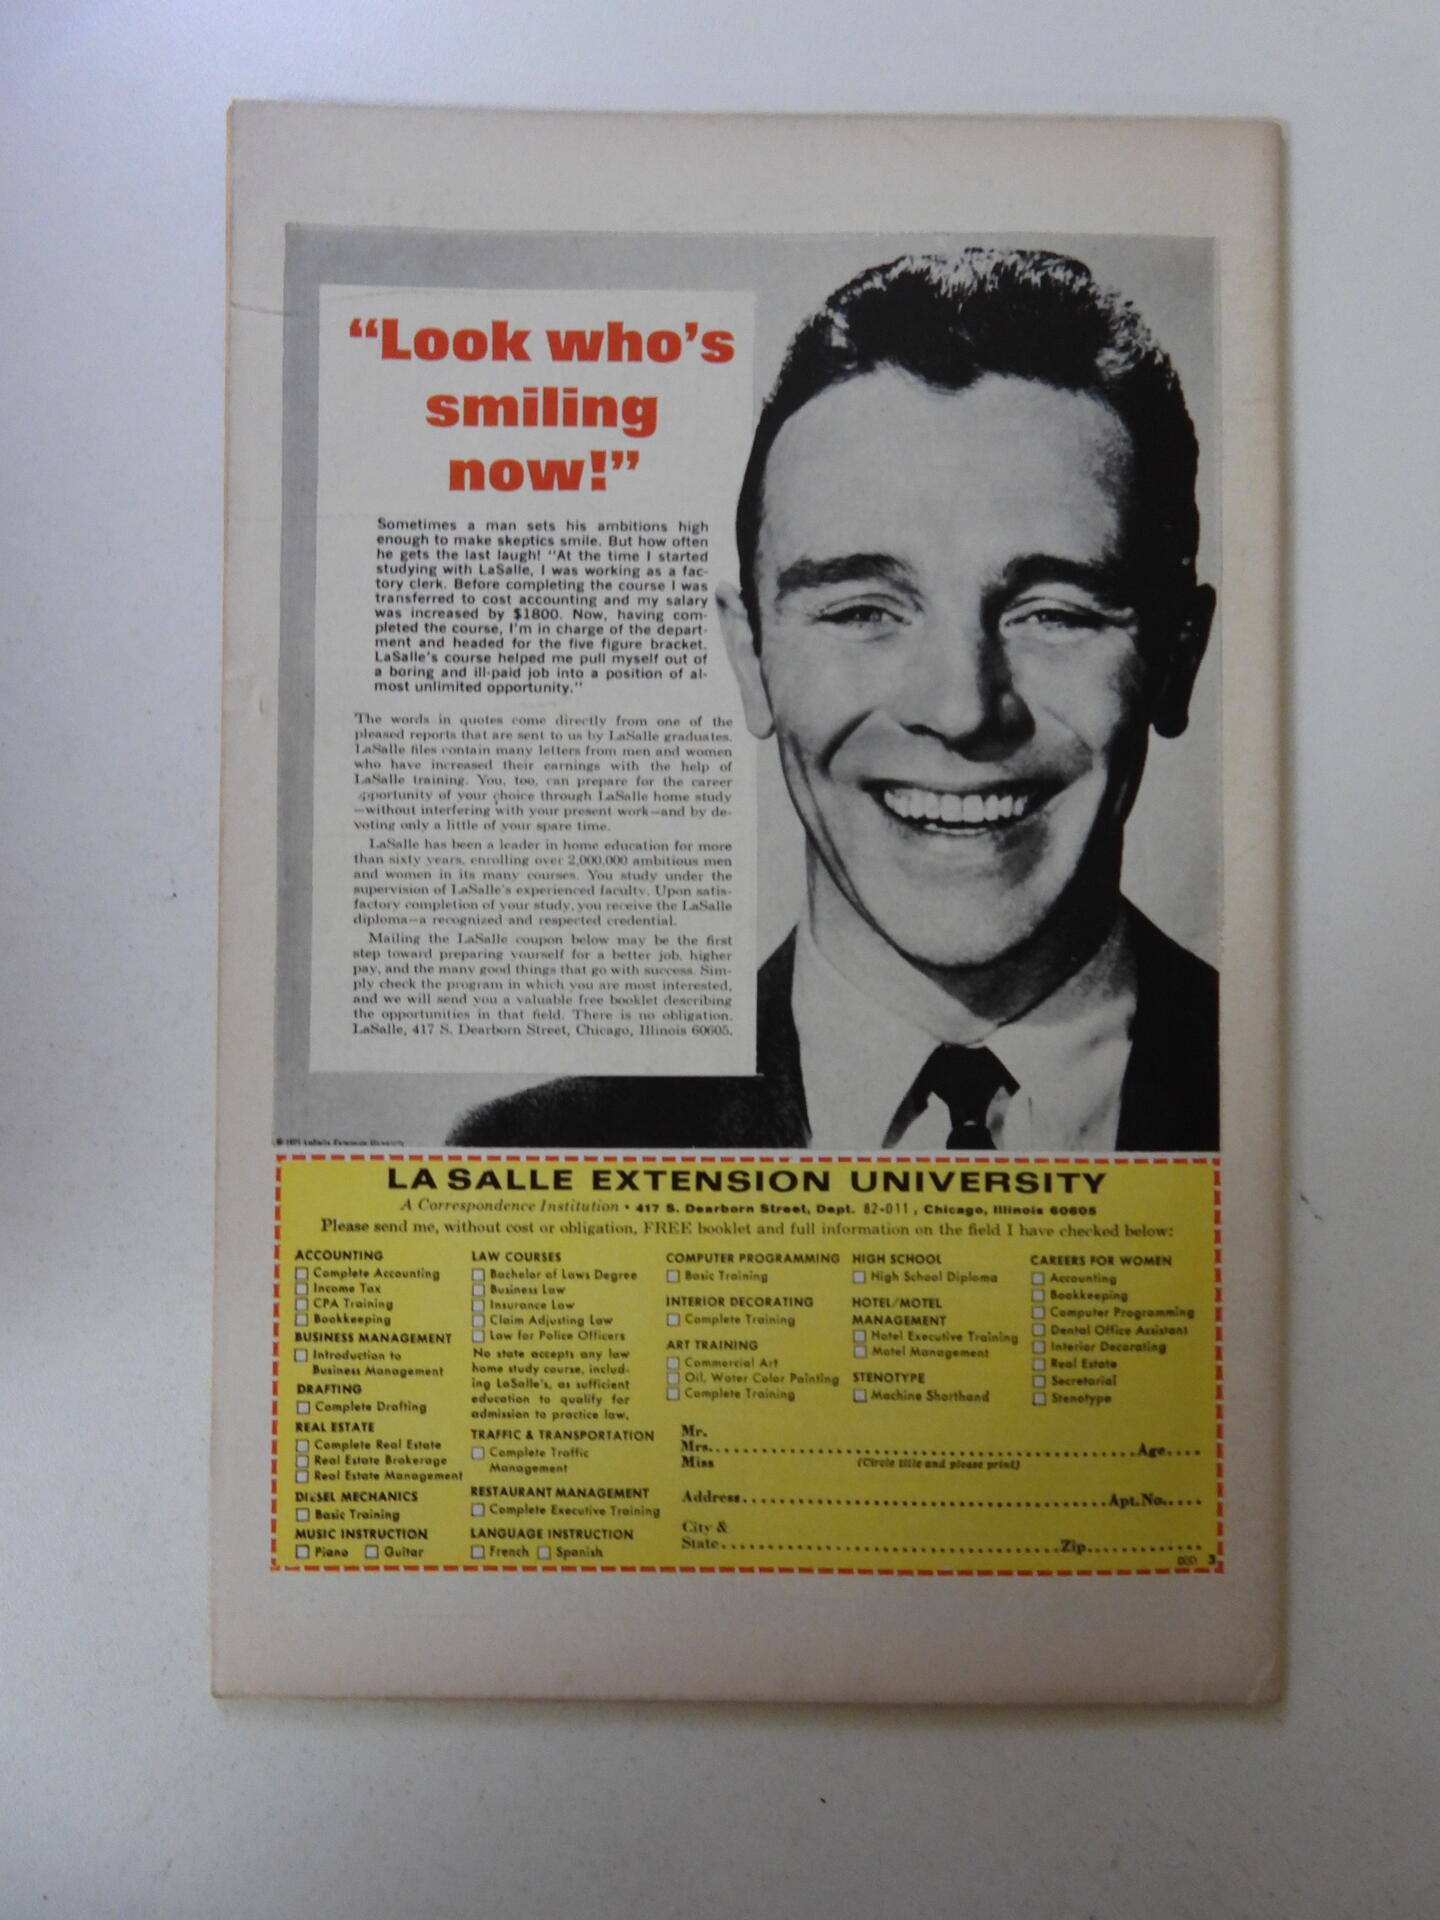 “Look who’s
smiling
now!”
Sometimes a man sets his ambitions high
enough to make skeptics smile. But how often
he gets the last laugh! “At the time I started
studying with LaSalle, I was working as a fac-
tory clerk. Before completing the course I was
transferred to cost accounting and my salary
was increased by $1800. Now, having com-
pleted the course, I’m in charge of the depart-
ment and headed for the five figure bracket.
LaSalle’s course helped me pull myself out of
a boring and ill-paid job into a position of al-
most unlimited opportunity.”
The words in quotes come directly from one of the
pleased reports that are sent to us by LaSalle graduates.
LaSalle files contain many letters from men and women
who have increased their earnings with the help of
LaSalle training. You, too, can prepare for the career
opportunity of your choice through LaSalle home study
—without interfering with your present work—and by de-
voting only a little of your spare time.
LaSalle has been a leader in home education for more
than sixty years, enrolling over 2,000,000 ambitious men
and women in its many courses. You study under the
supervision of LaSalle’s experienced faculty. Upon satis-
factory completion of your study, you receive the LaSalle
diploma—a recognized and respected credential.
Mailing the LaSalle coupon below may be the first
step toward preparing yourself for a better job, higher
pay, and the many good things that go with success. Sim-
ply check the program in which you are most interested,
and we will send you a valuable free booklet describing
the opportunities in that field. There is no obligation.
LaSalle, 417 S. Dearborn Street, Chicago, Illinois 60605.
© 1971 LaSalle Extension University
LA SALLE EXTENSION UNIVERSITY
A Correspondence Institution • 417 S. Dearborn Street, Dept. 82-011, Chicago, Illinois 60605
Please send me, without cost or obligation, FREE booklet and full information on the field I have checked below:
ACCOUNTING
Complete Accounting
Income Tax
CPA Training
Bookkeeping
BUSINESS MANAGEMENT
Introduction to
Business Management
DRAFTING
Complete Drafting
REAL ESTATE
Complete Real Estate
Real Estate Brokerage
Real Estate Management
DIESEL MECHANICS
Basic Training
MUSIC INSTRUCTION
Piano Guitar
LAW COURSES
Bachelor of Laws Degree
Business Law
Insurance Law
Claim Adjusting Law
Law for Police Officers
No state accepts any law
home study course, includ-
ing LaSalle’s, as sufficient
education to qualify for
admission to practice law.
TRAFFIC & TRANSPORTATION
Complete Traffic
Management
RESTAURANT MANAGEMENT
Complete Executive Training
LANGUAGE INSTRUCTION
French Spanish
COMPUTER PROGRAMMING
Basic Training
INTERIOR DECORATING
Complete Training
ART TRAINING
Commercial Art
Oil, Water Color Painting
Complete Training
HIGH SCHOOL
High School Diploma
HOTEL/MOTEL
MANAGEMENT
Hotel Executive Training
Motel Management
STENOTYPE
Machine Shorthand
CAREERS FOR WOMEN
Accounting
Bookkeeping
Computer Programming
Dental Office Assistant
Interior Decorating
Real Estate
Secretarial
Stenotype
Mr.
Mrs. Age
Miss (Circle title and please print)
Address Apt. No.
City &
State Zip
3